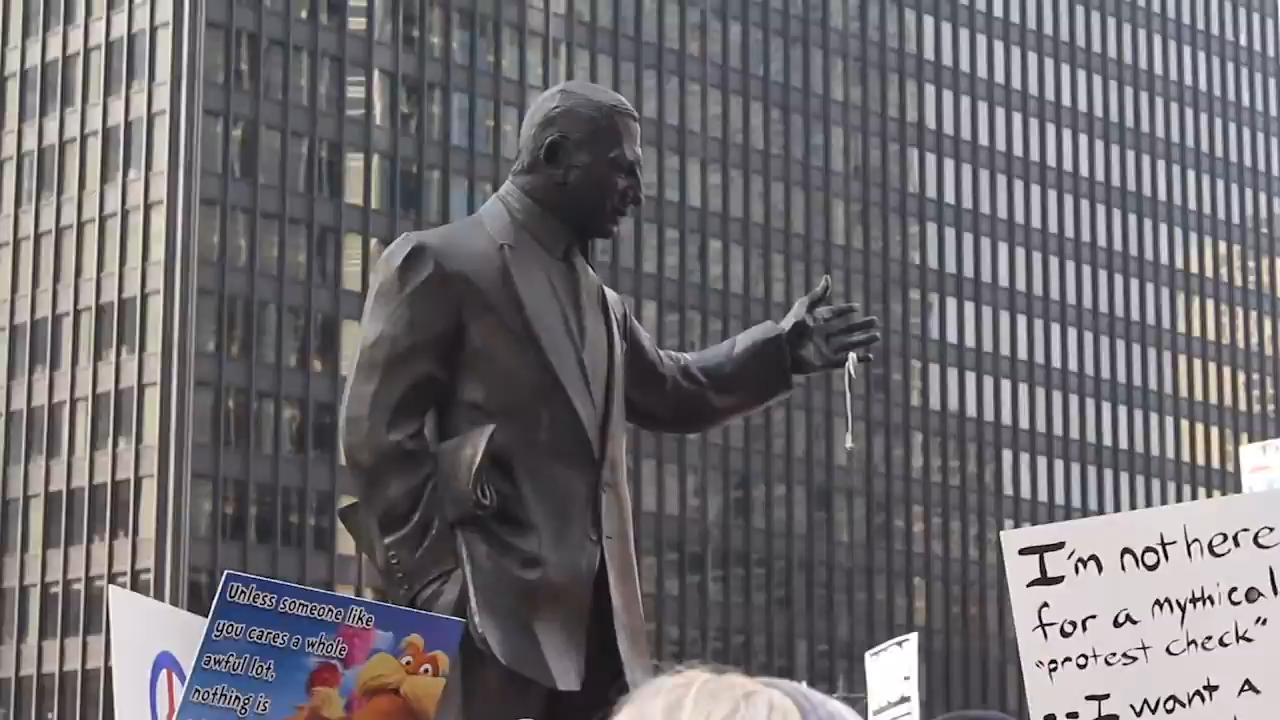 Unless someone like
you cares a whole
awful lot,
nothing is
I'm not here
for a mythical
"protest check"
--I want a